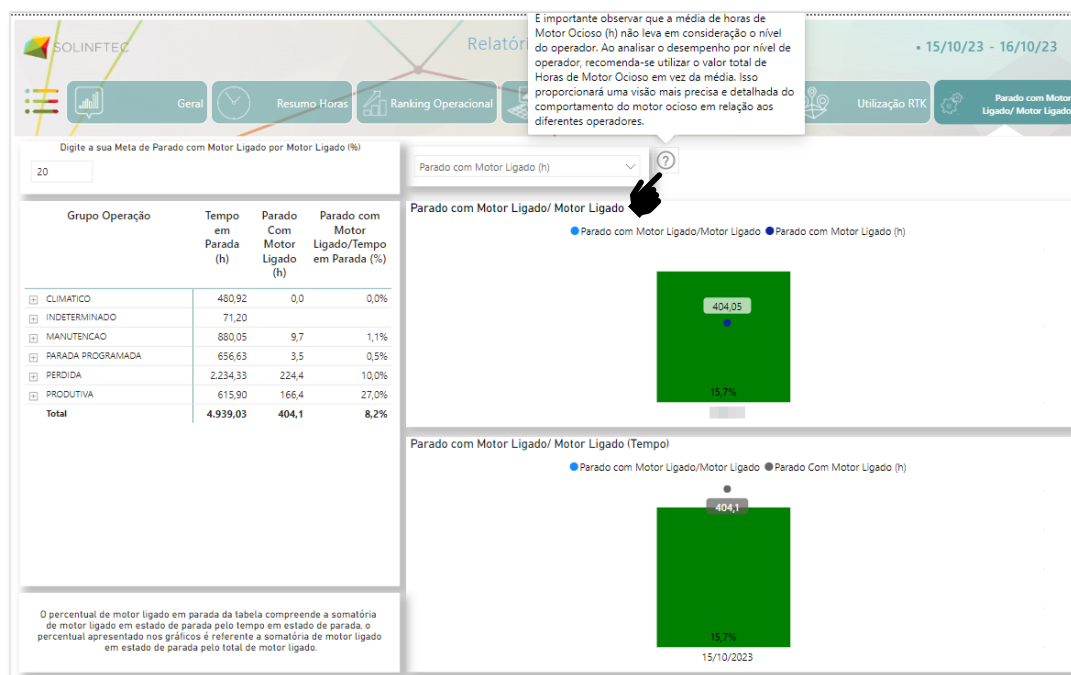 É importante observar que a média de horas de
Motor Ocioso (h) não leva em consideração o nível
do operador. Ao analisar o desempenho por nível de
operador, recomenda-se utilizar o valor total de
Horas de Motor Ocioso em vez da média. Isso
proporcionará uma visão mais precisa e detalhada do
comportamento do motor ocioso em relação aos
diferentes operadores.
SOLINFTEC
Relatóri
• 15/10/23 - 16/10/23
Geral
Resumo Horas
Ranking Operacional
Utilização RTK
Parado com Motor
Ligado/ Motor Ligado
Digite a sua Meta de Parado com Motor Ligado por Motor Ligado (%)
20
Parado com Motor Ligado (h)
?
Grupo Operação Tempo em Parada (h) Parado Com Motor Ligado (h) Parado com Motor Ligado/Tempo em Parada (%)
CLIMATICO 480,92 0,0 0,0%
INDETERMINADO 71,20
MANUTENCAO 880,05 9,7 1,1%
PARADA PROGRAMADA 656,63 3,5 0,5%
PERDIDA 2.234,33 224,4 10,0%
PRODUTIVA 615,90 166,4 27,0%
Total 4.939,03 404,1 8,2%
O percentual de motor ligado em parada da tabela compreende a somatória
de motor ligado em estado de parada pelo tempo em estado de parada, o
percentual apresentado nos gráficos é referente a somatória de motor ligado
em estado de parada pelo total de motor ligado.
Parado com Motor Ligado/ Motor Ligado
Parado com Motor Ligado/Motor Ligado Parado com Motor Ligado (h)
404,05
15,7%
Parado com Motor Ligado/ Motor Ligado (Tempo)
Parado com Motor Ligado/Motor Ligado Parado Com Motor Ligado (h)
404,1
15,7%
15/10/2023